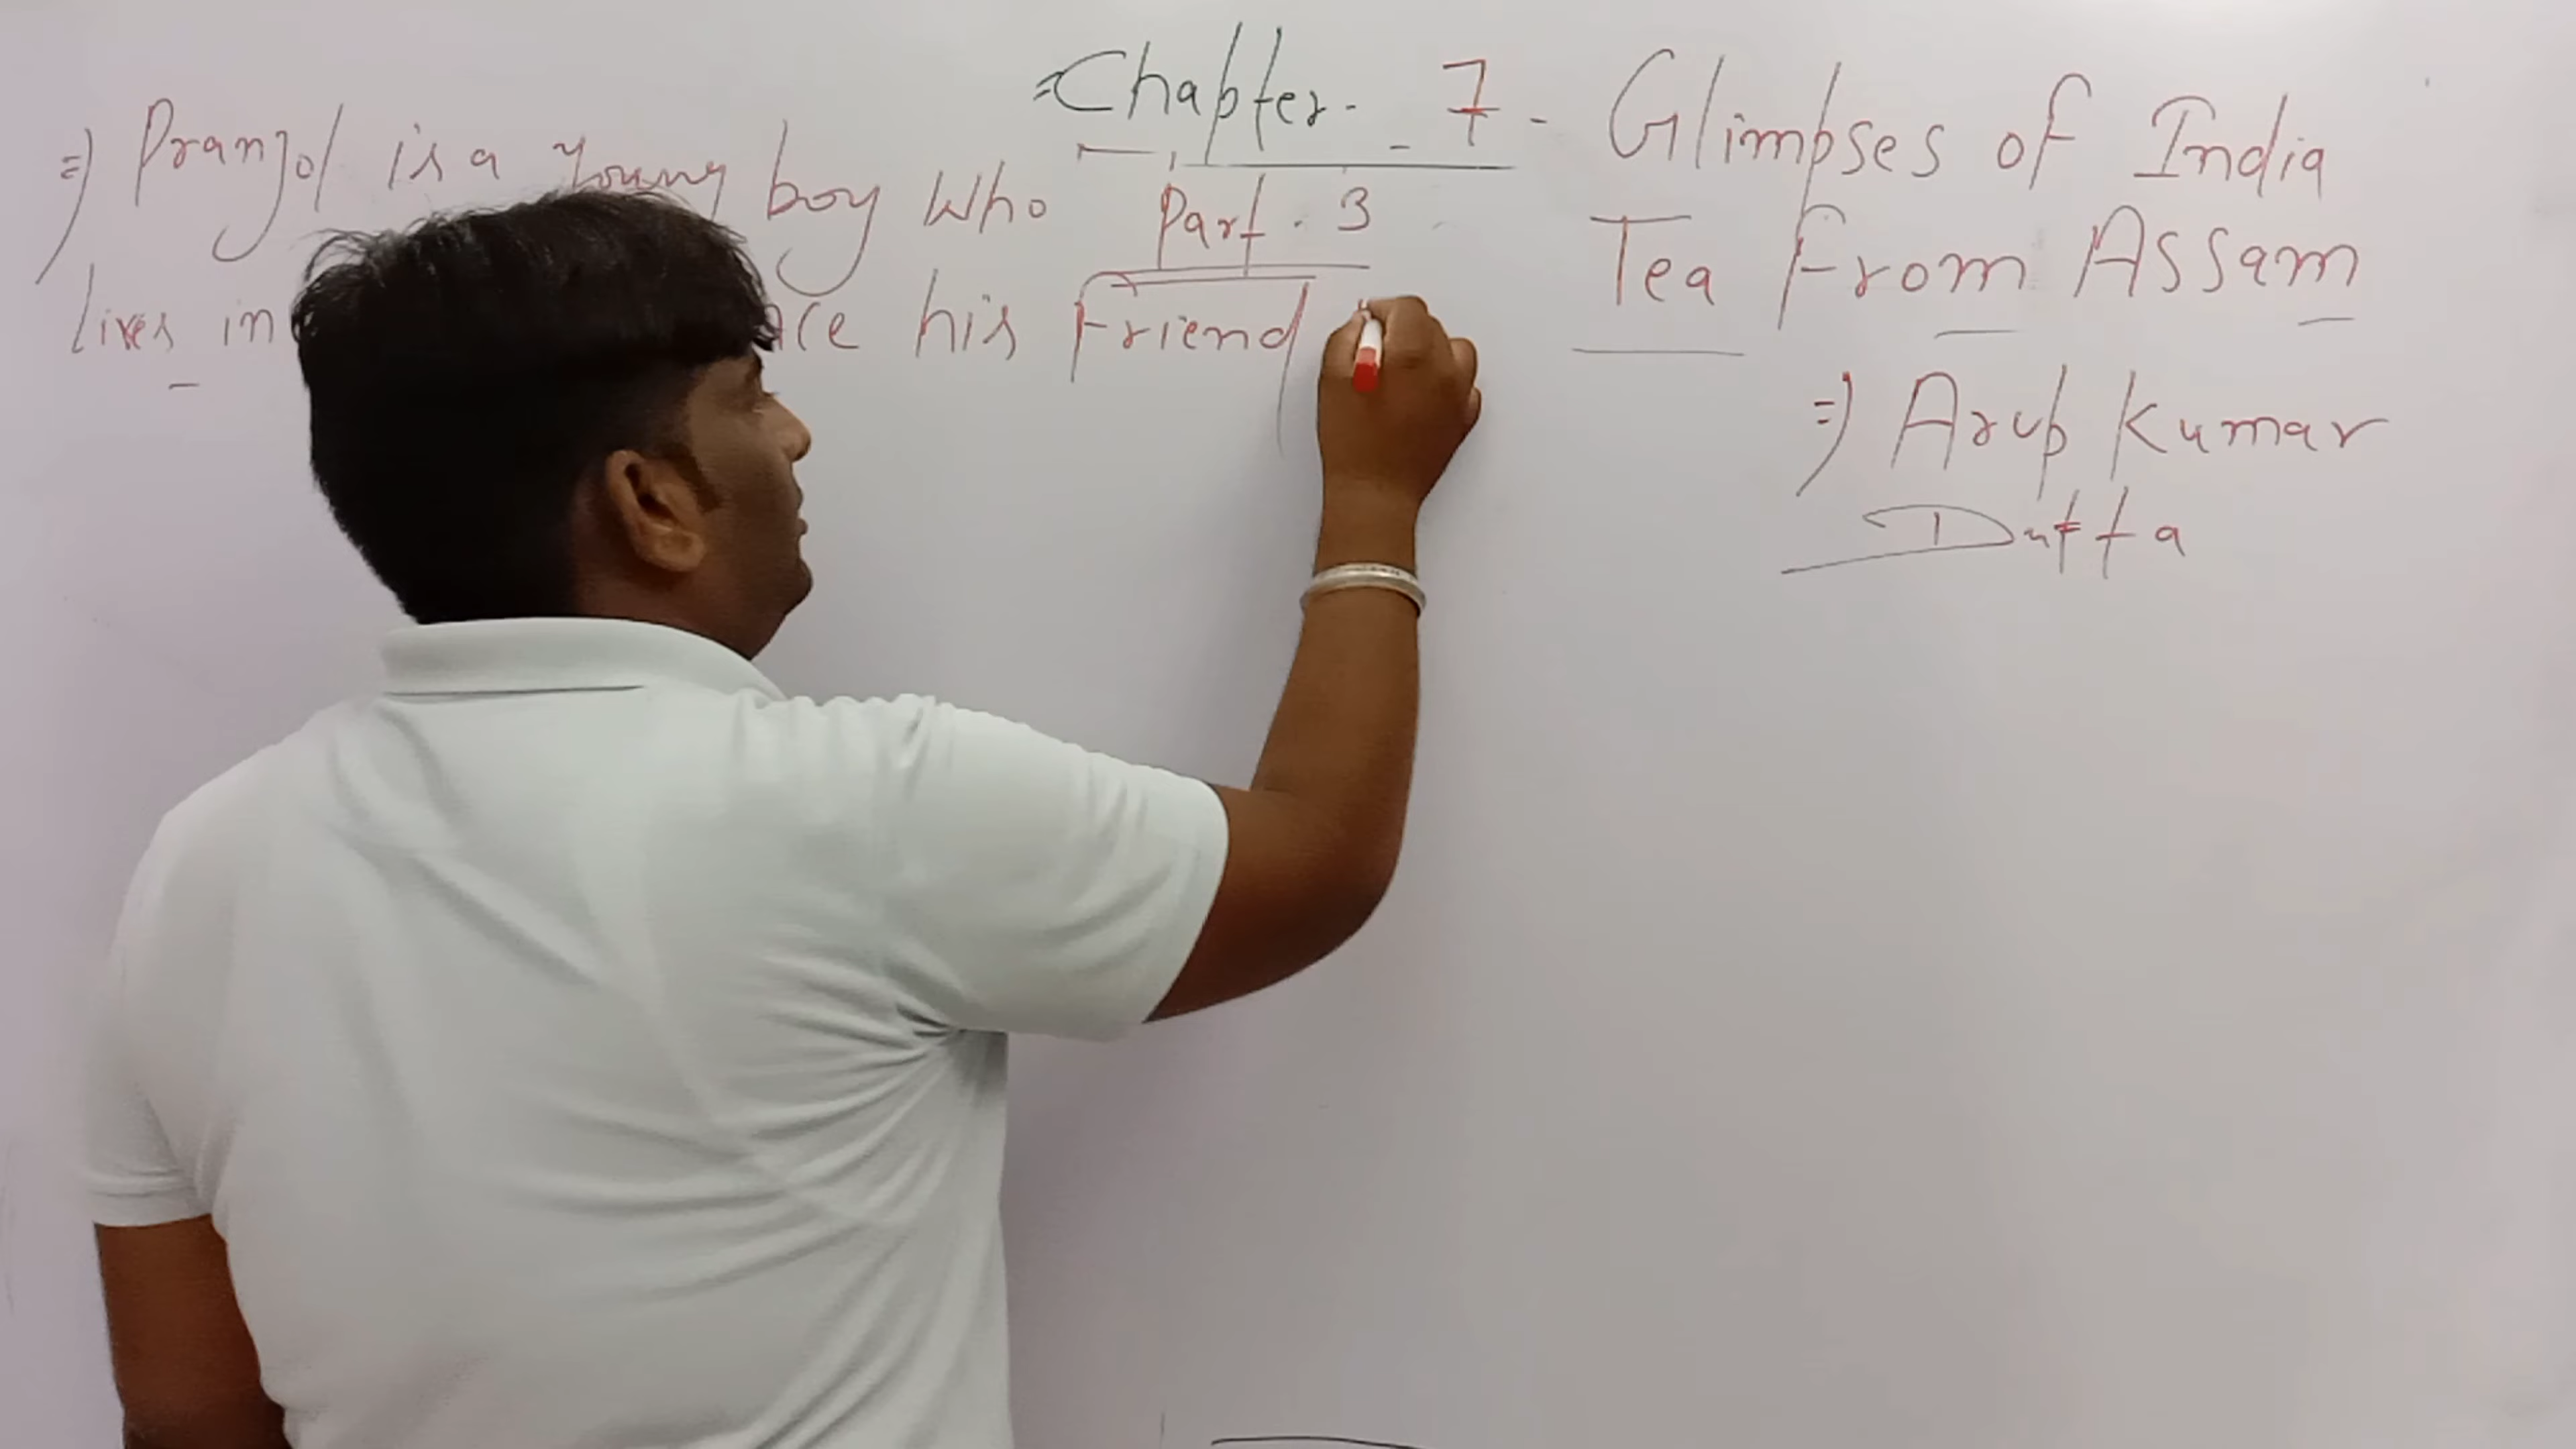 => Chapter - 7 - Glimpses of India
Part - 3
Tea From Assam
=> Arup Kumar
Dutta
=> Pranjol is a young boy who
lives in his Friend